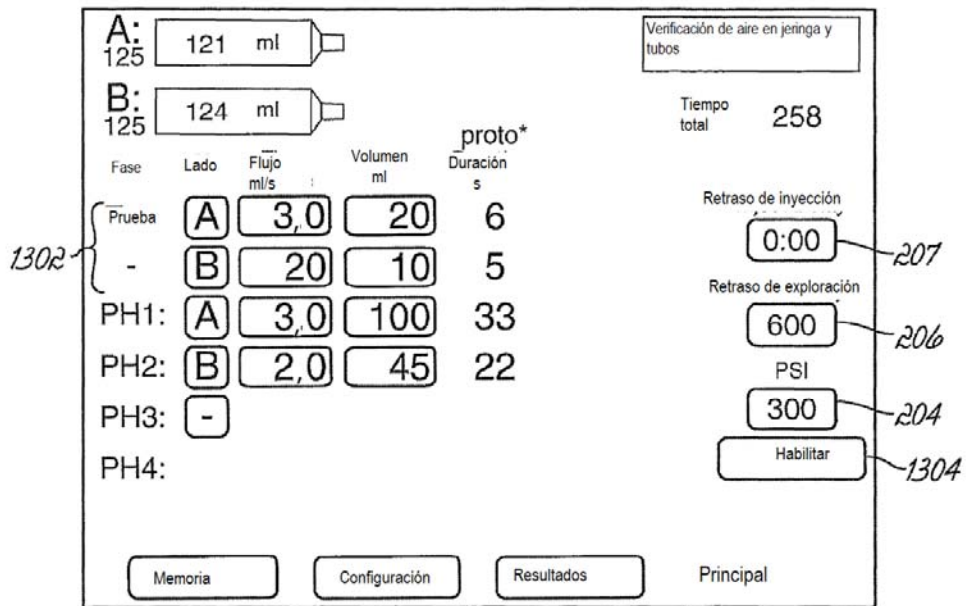 A:
125
121 ml
Verificación de aire en jeringa y
tubos
B:
125
124 ml
Tiempo
total
258
proto*
Fase Lado Flujo
ml/s Volumen
ml Duración
s
Prueba A 3,0 20 6
- B 20 10 5
PH1: A 3,0 100 33
PH2: B 2,0 45 22
PH3: -
PH4:
1302
Retraso de inyección
0:00
207
Retraso de exploración
600
206
PSI
300
204
Habilitar
1304
Memoria Configuración Resultados Principal